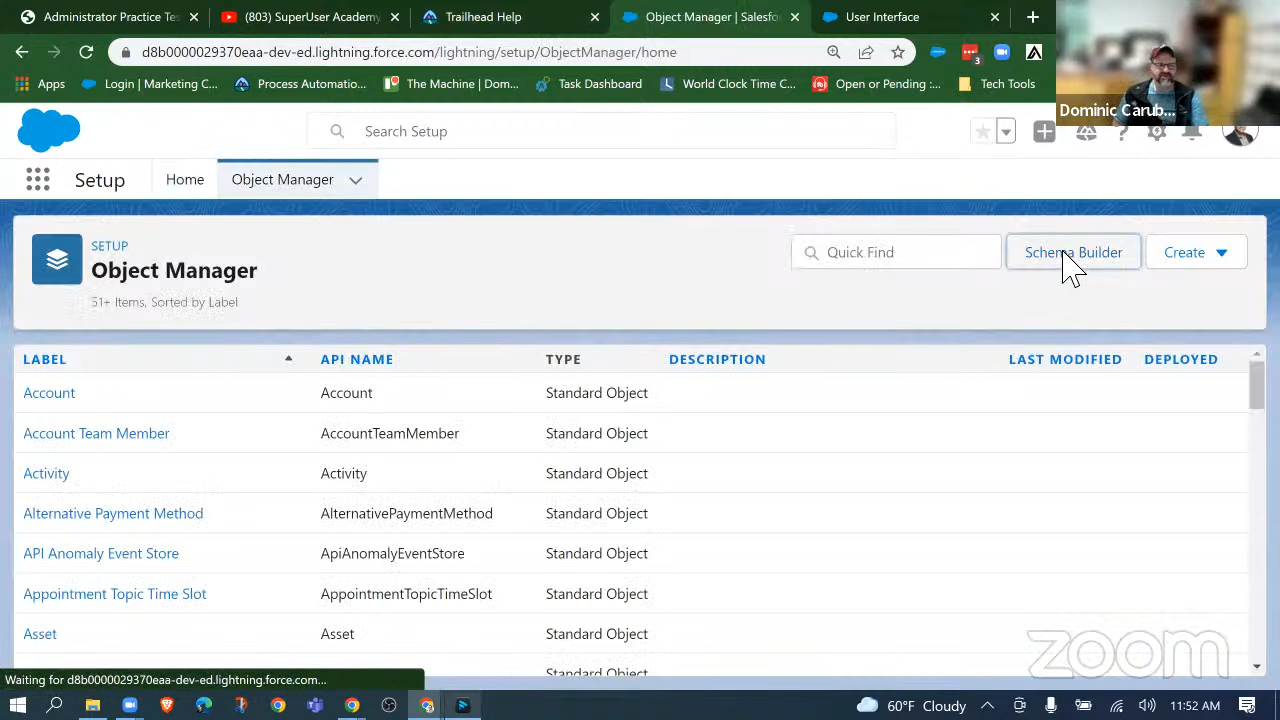 Administrator Practice Tes
(803) SuperUser Academy
Trailhead Help
Object Manager | Salesfo
User Interface
d8b0000029370eaa-dev-ed.lightning.force.com/lightning/setup/ObjectManager/home
3
Apps
Login | Marketing C...
Process Automatio...
The Machine | Dom...
Task Dashboard
World Clock Time C...
Open or Pending :...
Tech Tools
Dominic Carub...
Search Setup
Setup
Home
Object Manager
SETUP
Object Manager
51+ Items, Sorted by Label
Quick Find
Schema Builder
Create
LABEL API NAME TYPE DESCRIPTION LAST MODIFIED DEPLOYED
Account Account Standard Object
Account Team Member AccountTeamMember Standard Object
Activity Activity Standard Object
Alternative Payment Method AlternativePaymentMethod Standard Object
API Anomaly Event Store ApiAnomalyEventStore Standard Object
Appointment Topic Time Slot AppointmentTopicTimeSlot Standard Object
Asset Asset Standard Object
Standard Object
zoom
Waiting for d8b0000029370eaa-dev-ed.lightning.force.com...
60°F Cloudy
11:52 AM